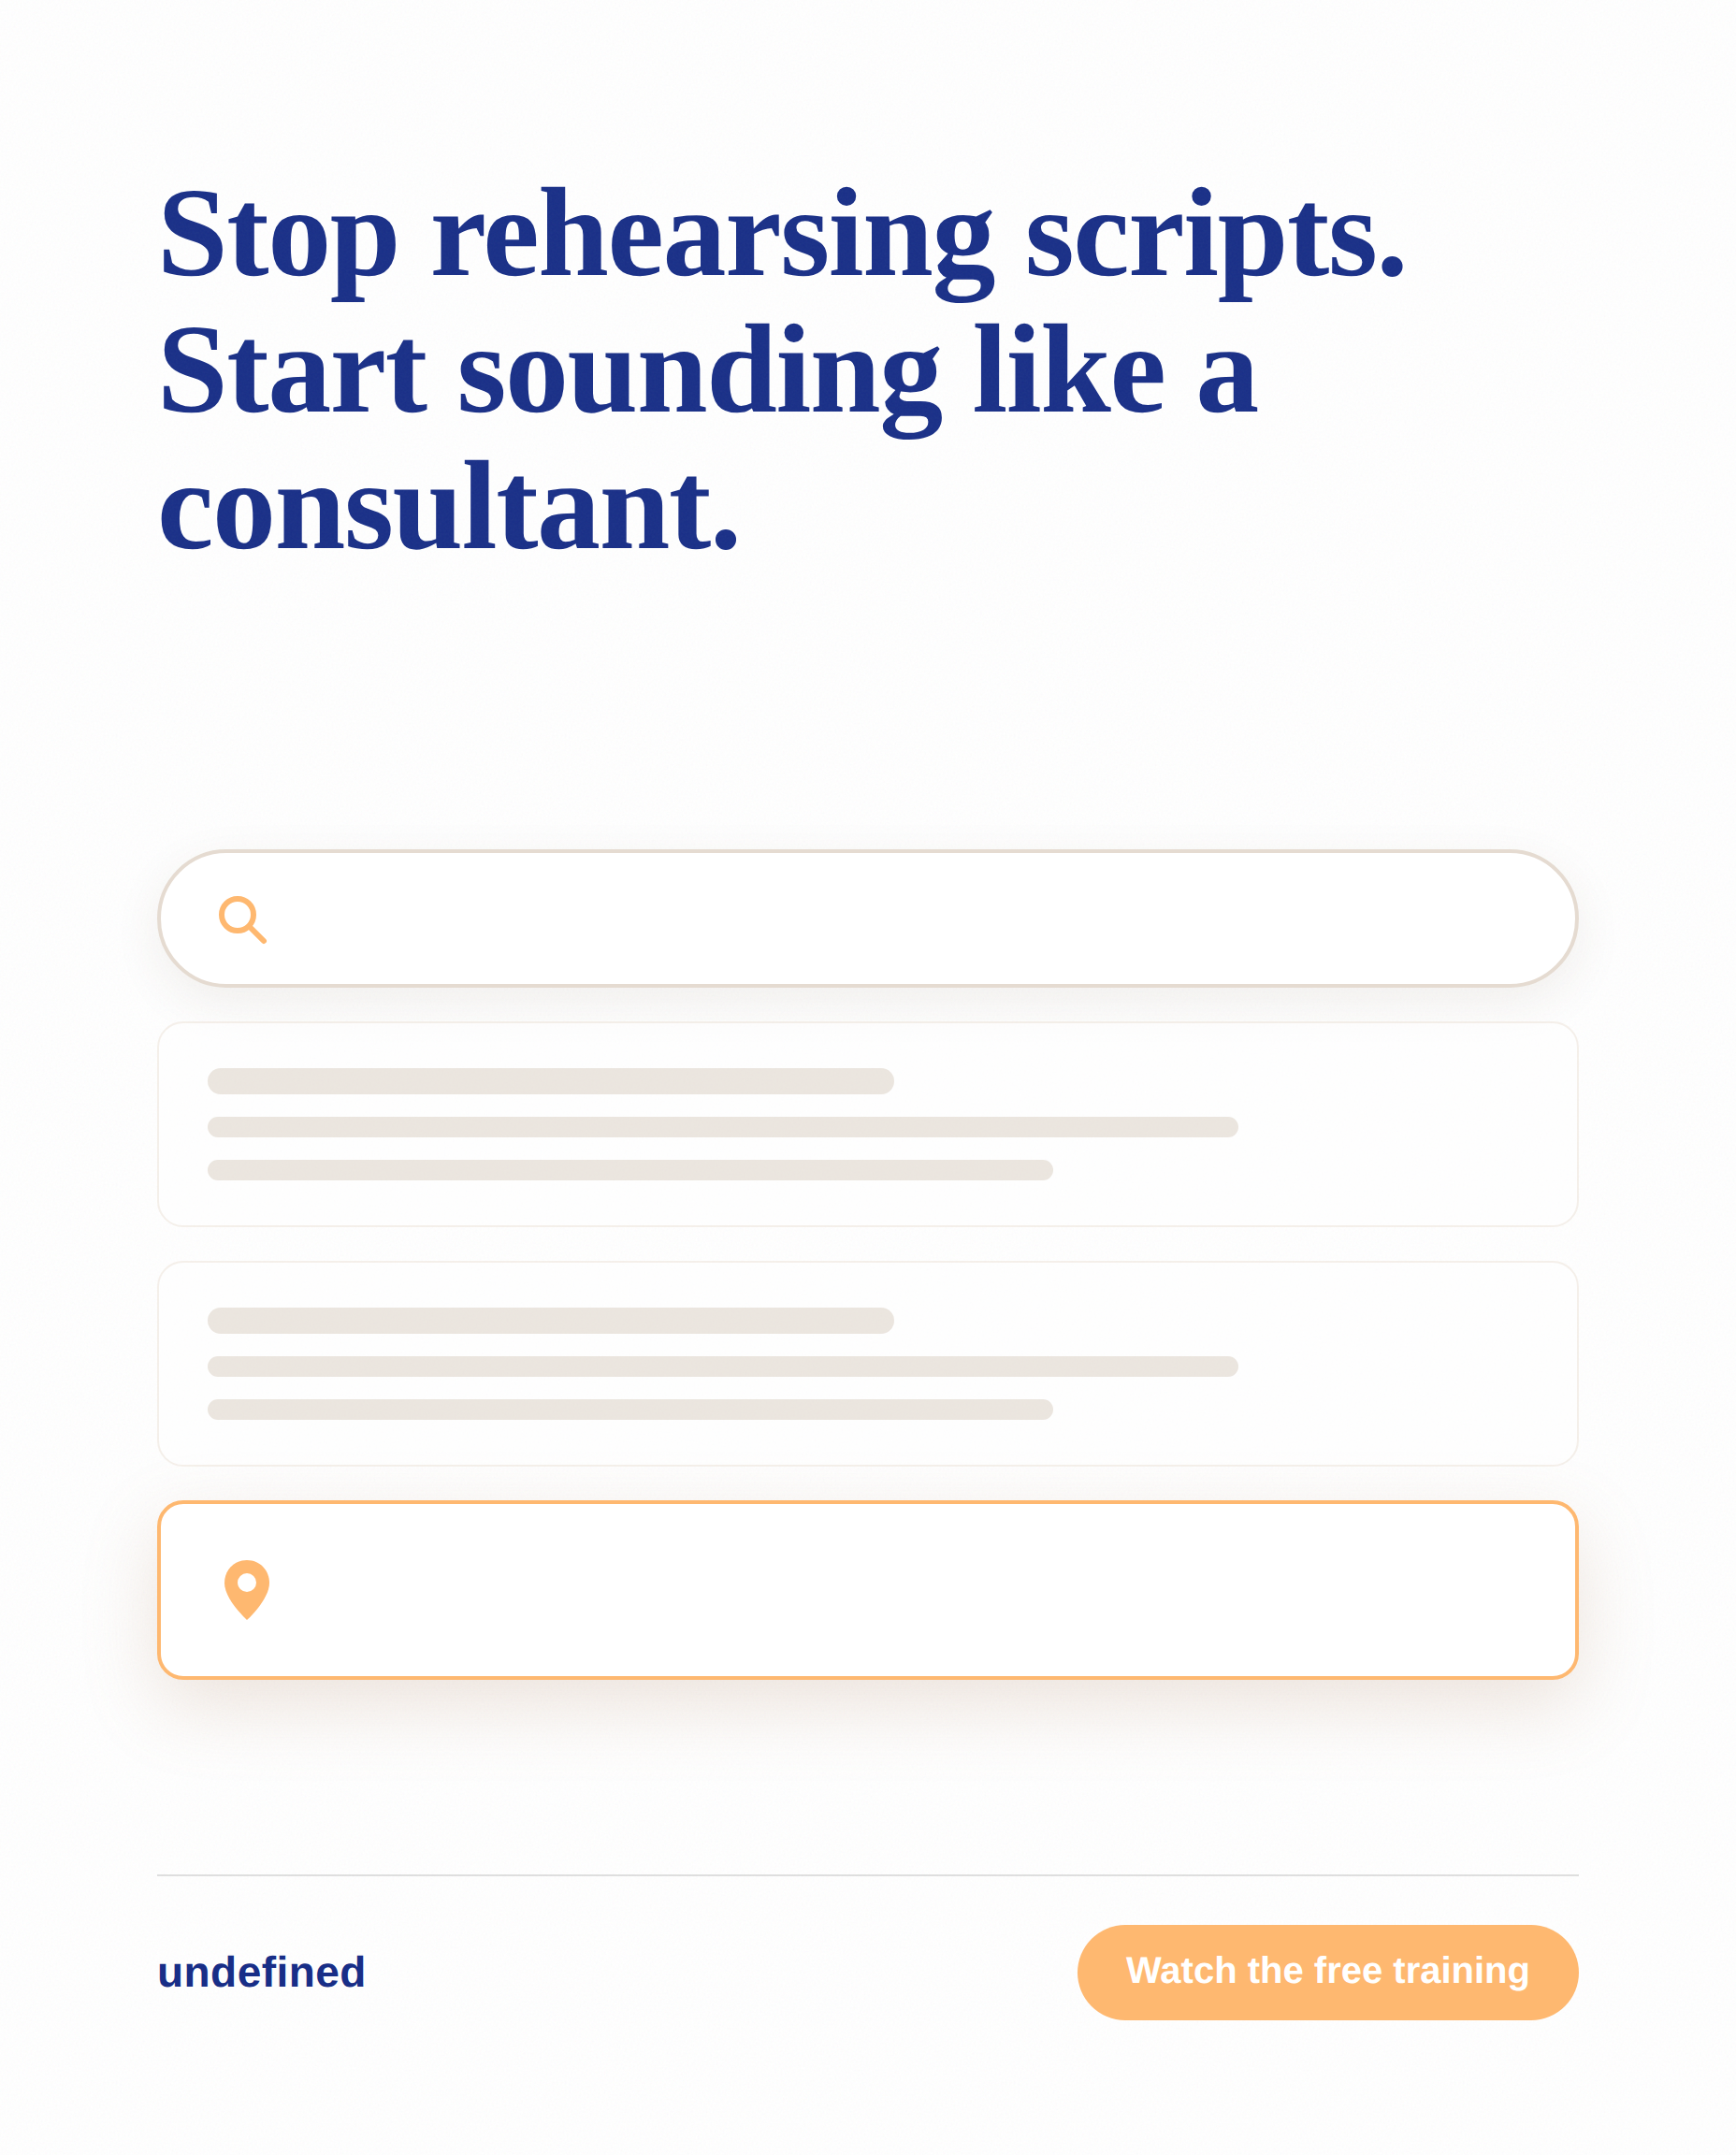 Stop rehearsing scripts.
Start sounding like a
consultant.
undefined
Watch the free training